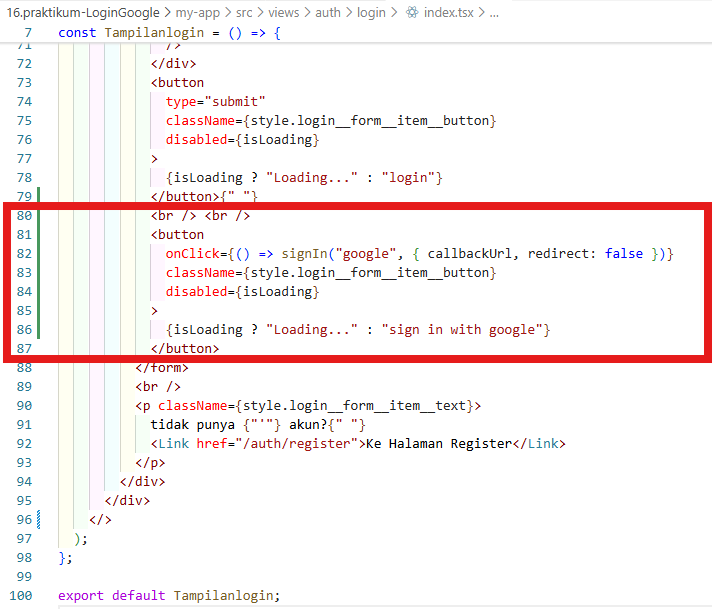 16.praktikum-LoginGoogle > my-app > src > views > auth > login > index.tsx > ...
7 const Tampilanlogin = () => {
71 />
72 </div>
73 <button
74 type="submit"
75 className={style.login__form__item__button}
76 disabled={isLoading}
77 >
78 {isLoading ? "Loading..." : "login"}
79 </button>{" "}
80 <br /> <br />
81 <button
82 onClick={() => signIn("google", { callbackUrl, redirect: false })}
83 className={style.login__form__item__button}
84 disabled={isLoading}
85 >
86 {isLoading ? "Loading..." : "sign in with google"}
87 </button>
88 </form>
89 <br />
90 <p className={style.login__form__item__text}>
91 tidak punya {"'"} akun?{" "}
92 <Link href="/auth/register">Ke Halaman Register</Link>
93 </p>
94 </div>
95 </div>
96 </>
97 );
98 };
99
100 export default Tampilanlogin;